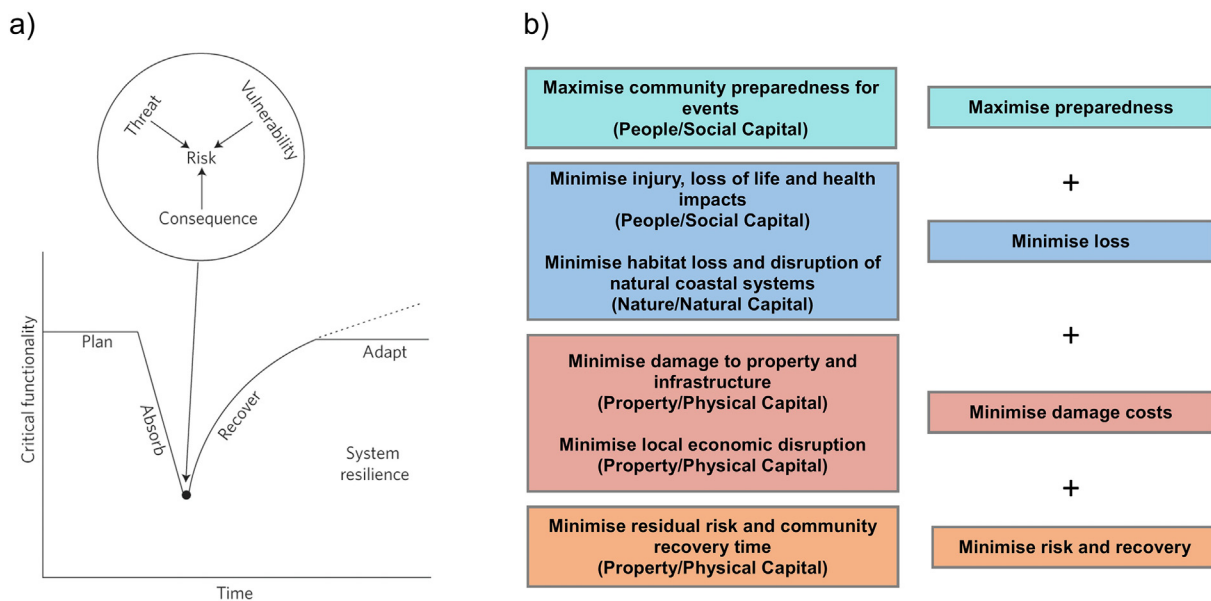 a)
Threat
Vulnerability
Risk
Consequence
Critical functionality
Plan
Absorb
Recover
Adapt
System
resilience
Time
b)
Maximise community preparedness for
events
(People/Social Capital)
Minimise injury, loss of life and health
impacts
(People/Social Capital)
Minimise habitat loss and disruption of
natural coastal systems
(Nature/Natural Capital)
Minimise damage to property and
infrastructure
(Property/Physical Capital)
Minimise local economic disruption
(Property/Physical Capital)
Minimise residual risk and community
recovery time
(Property/Physical Capital)
Maximise preparedness
+
Minimise loss
+
Minimise damage costs
+
Minimise risk and recovery